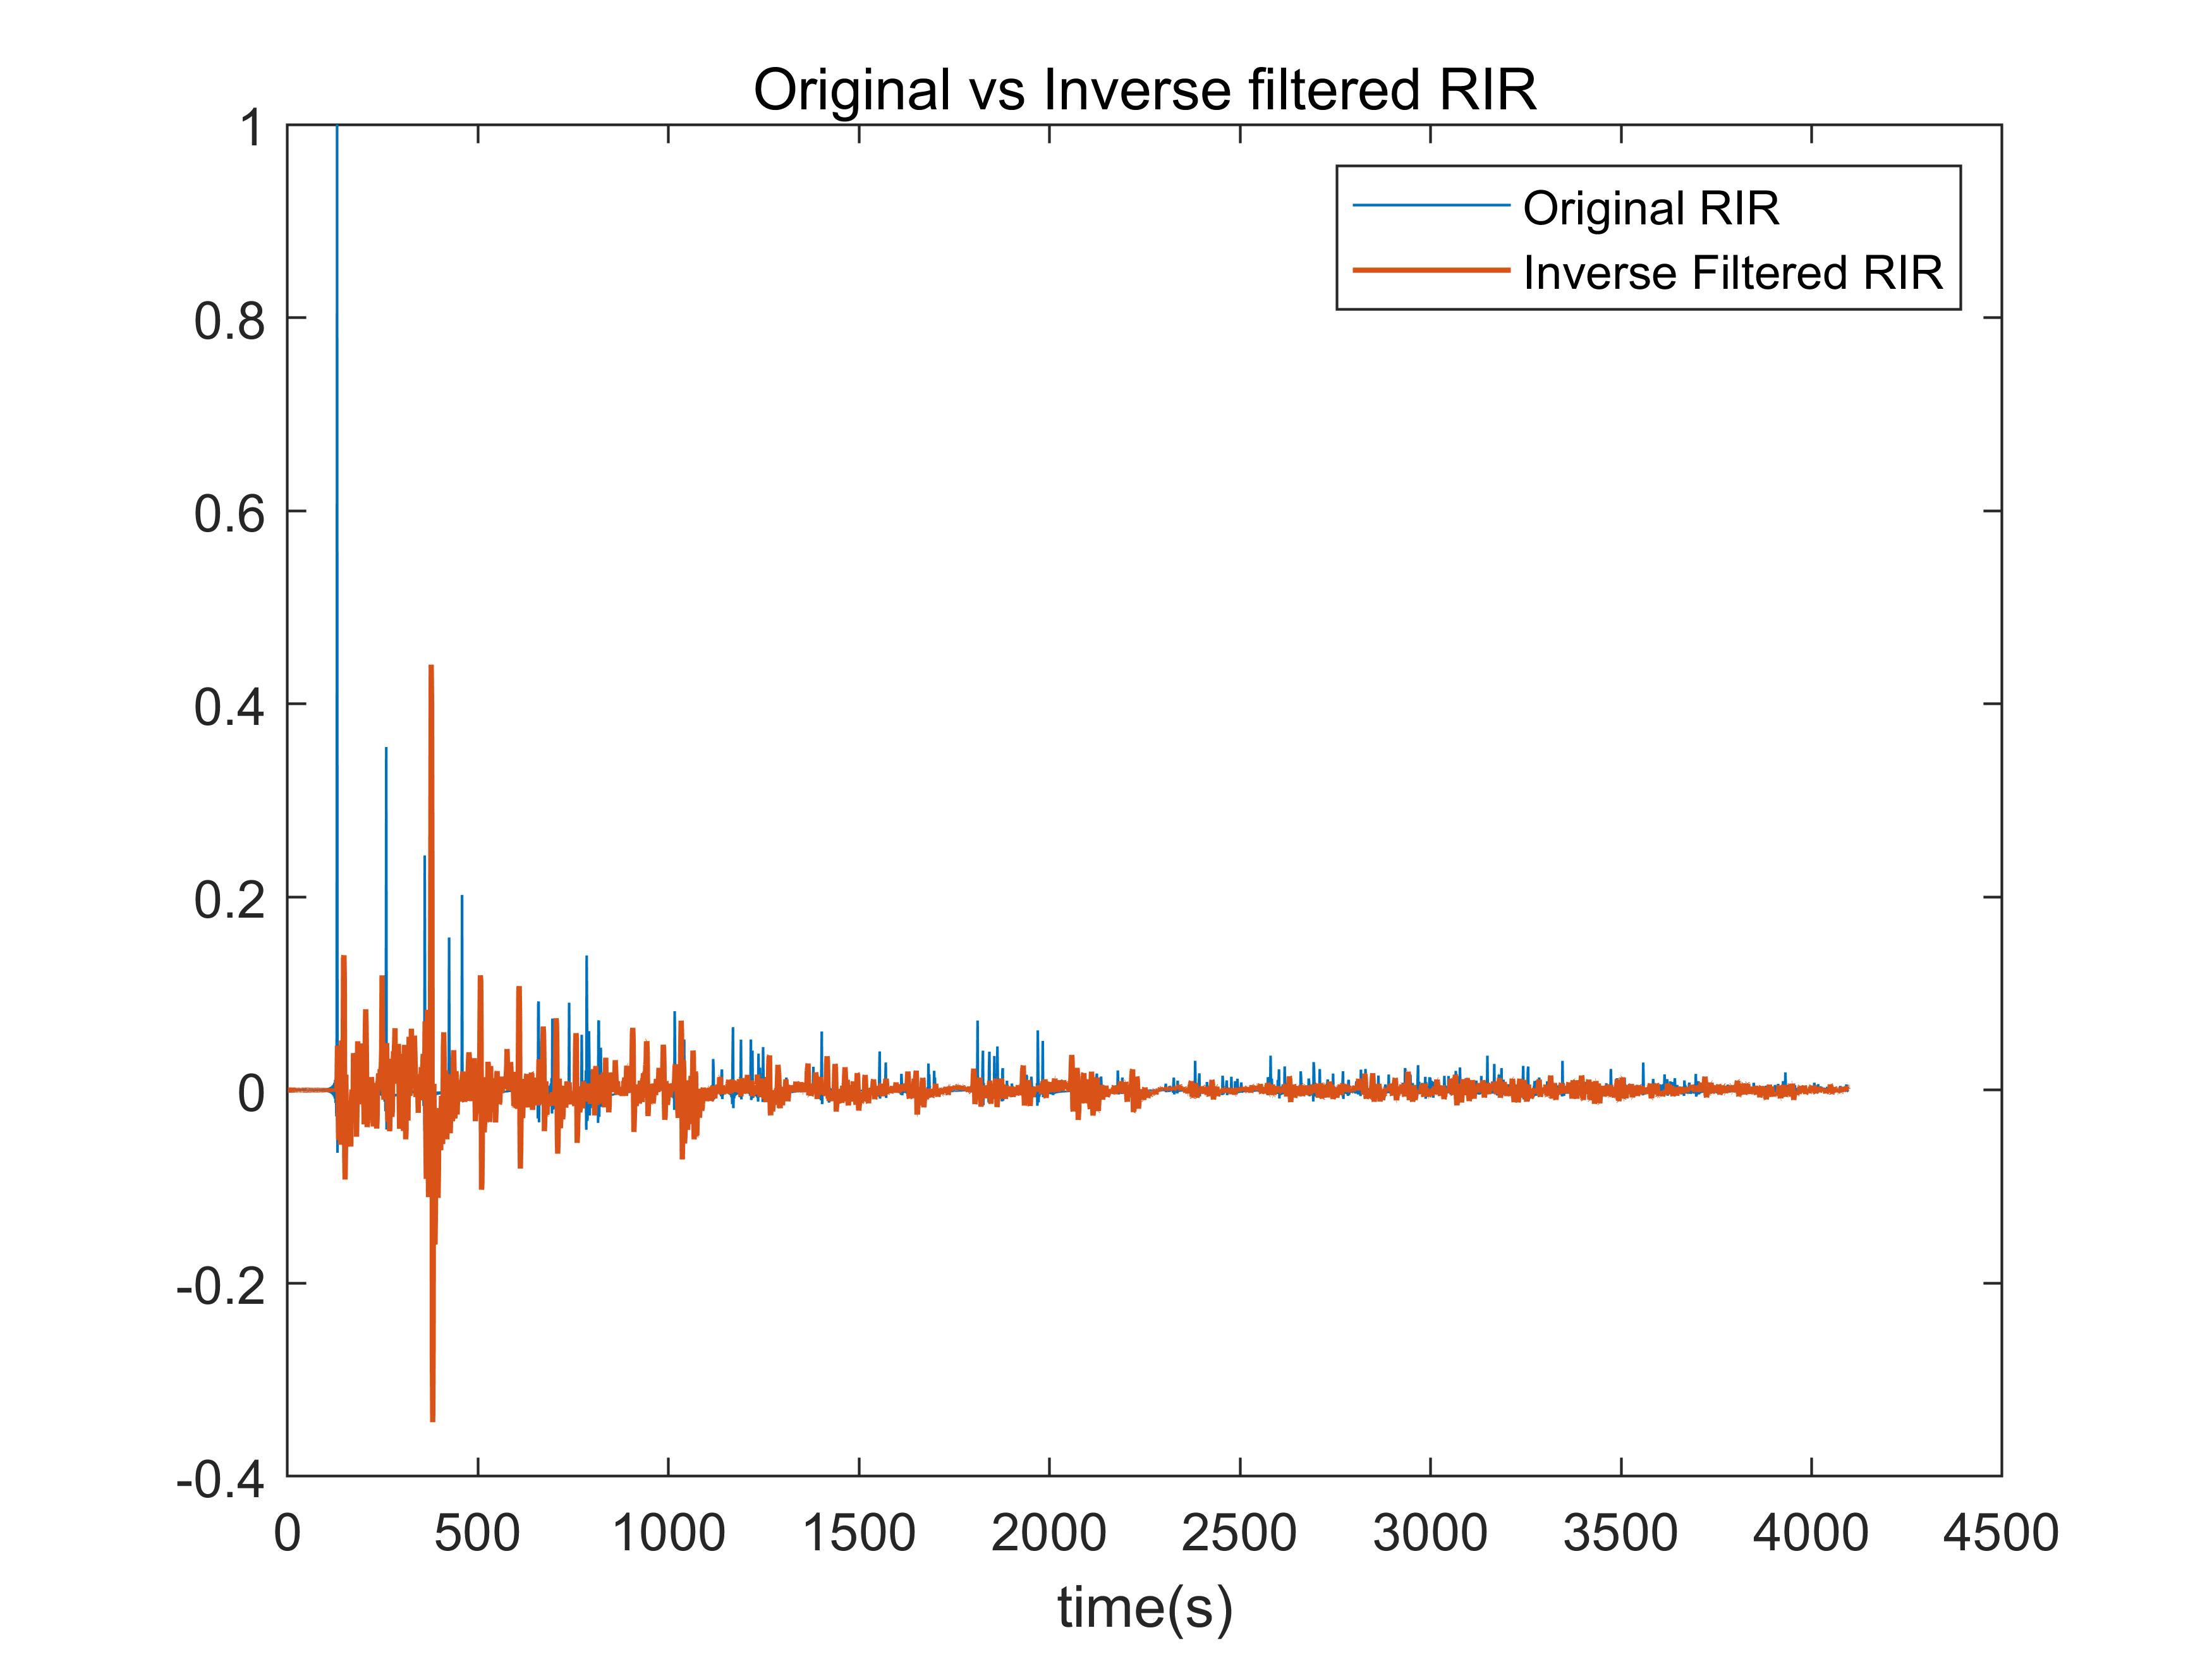 Original vs Inverse filtered RIR
1
0.8
0.6
0.4
0.2
0
-0.2
-0.4
Original RIR
Inverse Filtered RIR
0 500 1000 1500 2000 2500 3000 3500 4000 4500
time(s)